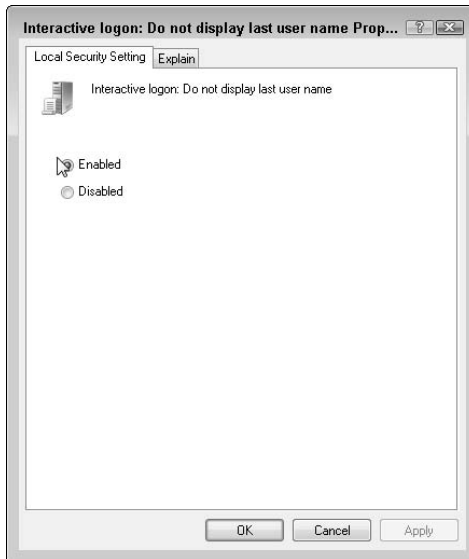 Interactive logon: Do not display last user name Prop...
Local Security Setting Explain
Interactive logon: Do not display last user name
Enabled
Disabled
OK Cancel Apply